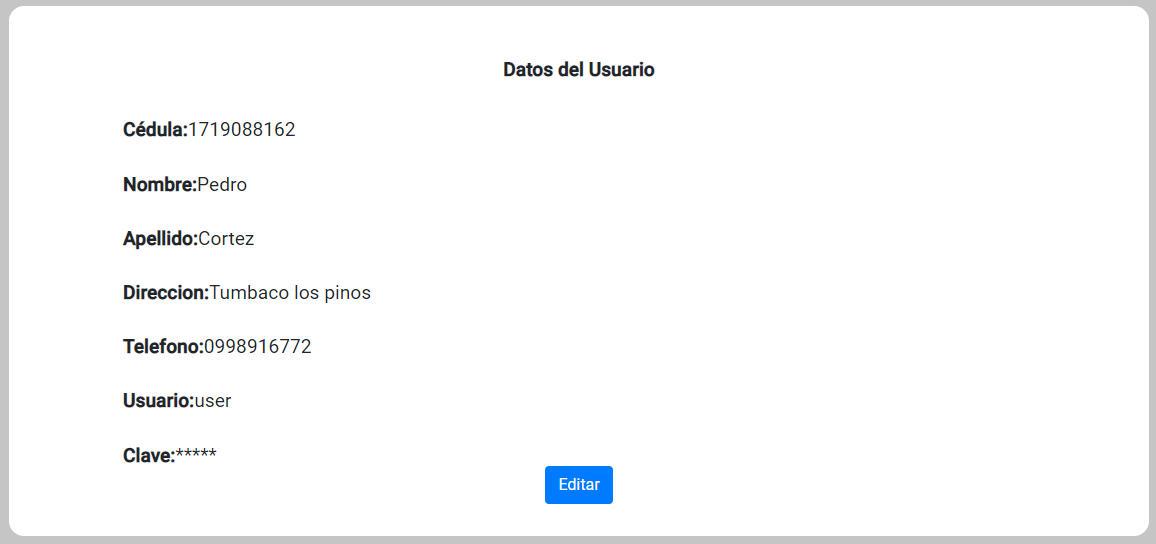 Datos del Usuario
Cédula:1719088162
Nombre:Pedro
Apellido:Cortez
Direccion:Tumbaco los pinos
Telefono:0998916772
Usuario:user
Clave:*****
Editar